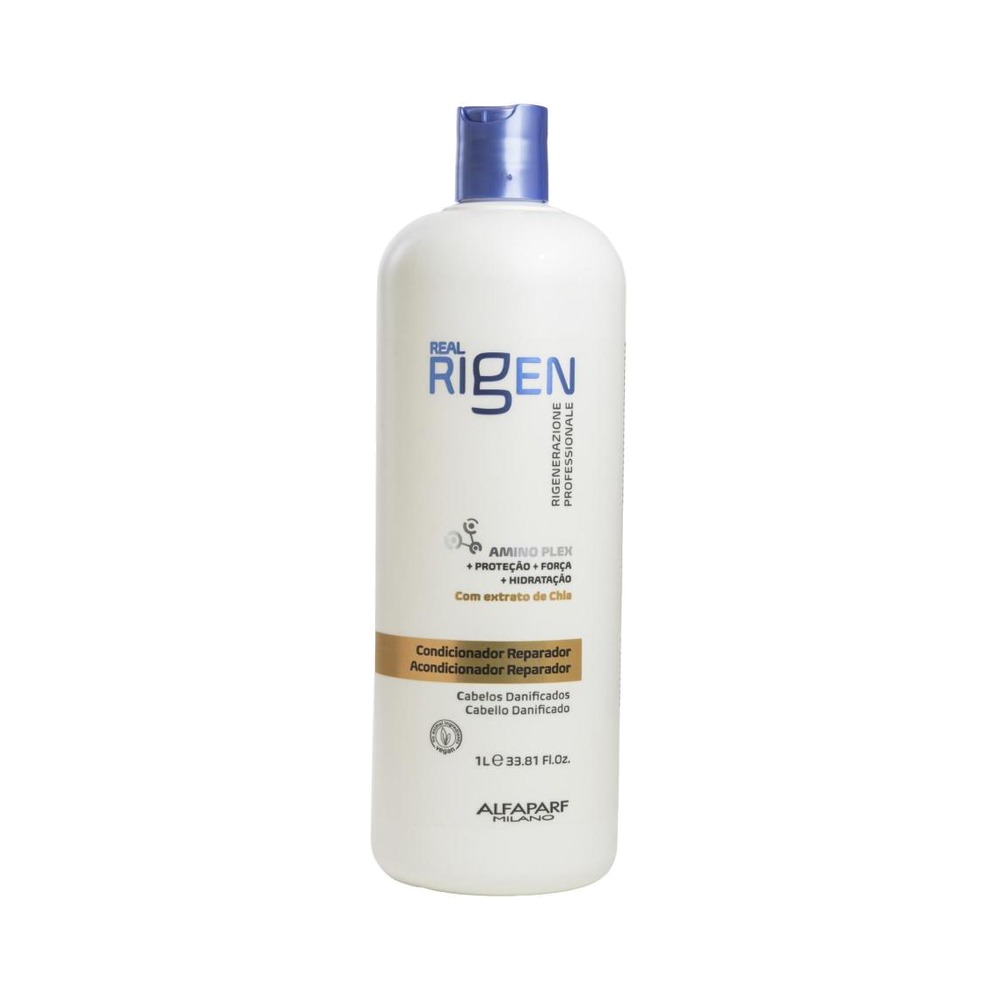 REAL
RIGEN
RIGENERAZIONE
PROFESSIONALE
AMINO PLEX
+ PROTEÇÃO + FORÇA
+ HIDRATAÇÃO
Com extrato de Chia
Condicionador Reparador
Acondicionador Reparador
Cabelos Danificados
Cabello Danificado
vegan
1L ℮ 33.81 Fl.Oz.
ALFAPARF
MILANO